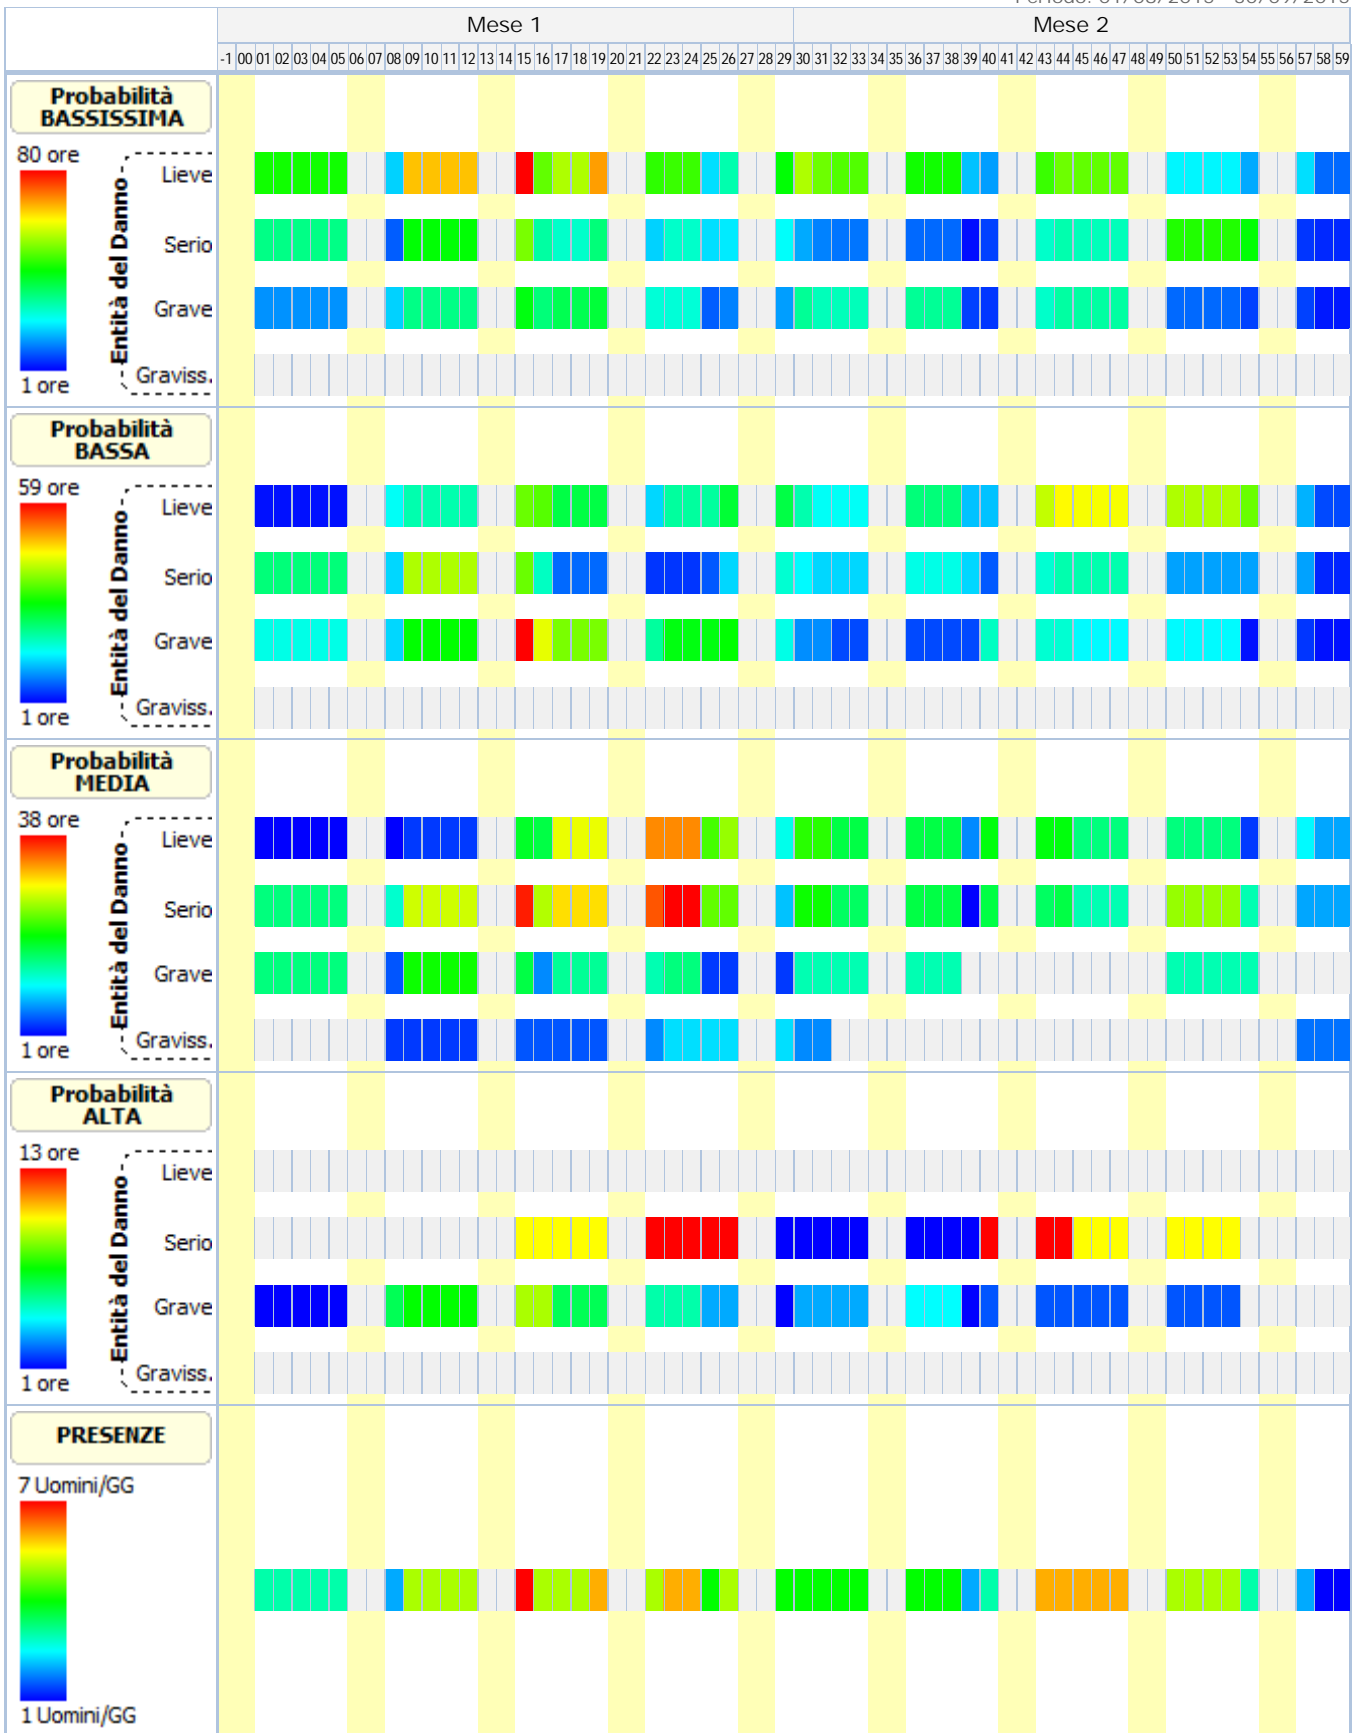 Mese 1 Mese 2
-1 00 01 02 03 04 05 06 07 08 09 10 11 12 13 14 15 16 17 18 19 20 21 22 23 24 25 26 27 28 29 30 31 32 33 34 35 36 37 38 39 40 41 42 43 44 45 46 47 48 49 50 51 52 53 54 55 56 57 58 59
Probabilità
BASSISSIMA
80 ore
Entità del Danno
Lieve
Serio
Grave
Graviss.
1 ore
Probabilità
BASSA
59 ore
Entità del Danno
Lieve
Serio
Grave
Graviss.
1 ore
Probabilità
MEDIA
38 ore
Entità del Danno
Lieve
Serio
Grave
Graviss.
1 ore
Probabilità
ALTA
13 ore
Entità del Danno
Lieve
Serio
Grave
Graviss.
1 ore
PRESENZE
7 Uomini/GG
1 Uomini/GG